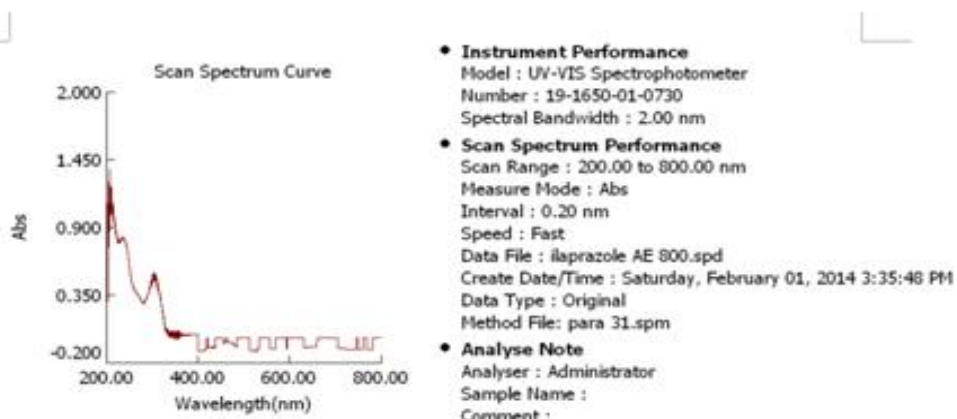 Scan Spectrum Curve
2.000
1.450
0.900
0.350
-0.200
Abs
200.00 400.00 600.00 800.00
Wavelength(nm)
• Instrument Performance
Model : UV-VIS Spectrophotometer
Number : 19-1650-01-0730
Spectral Bandwidth : 2.00 nm
• Scan Spectrum Performance
Scan Range : 200.00 to 800.00 nm
Measure Mode : Abs
Interval : 0.20 nm
Speed : Fast
Data File : ilaprazole AE 800.spd
Create Date/Time : Saturday, February 01, 2014 3:35:48 PM
Data Type : Original
Method File: para 31.spm
• Analyse Note
Analyser : Administrator
Sample Name :
Comment :